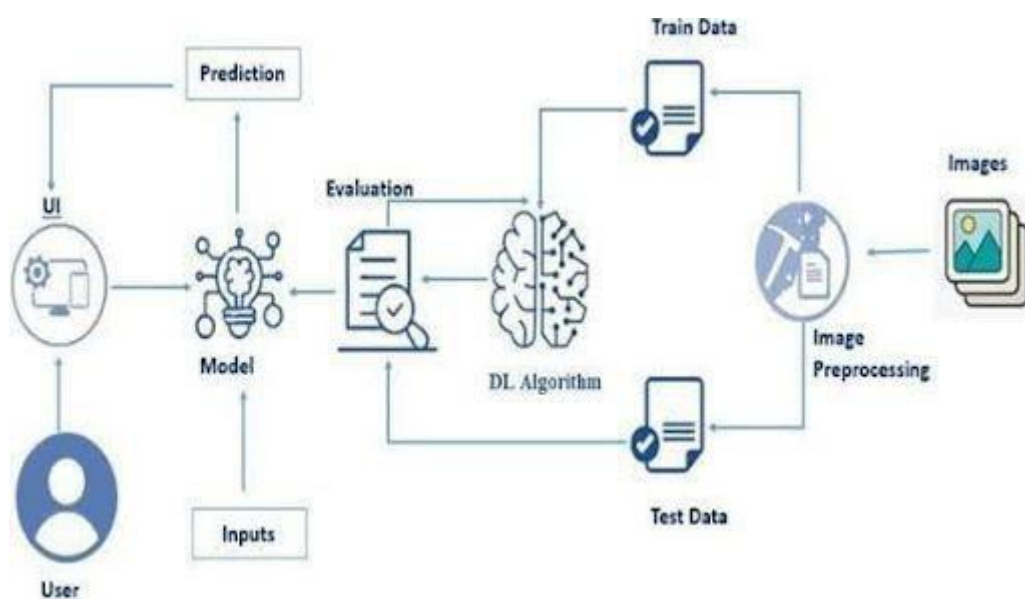 Train Data
Prediction
Images
Evaluation
UI
Image
Preprocessing
Model
DL Algorithm
Inputs
Test Data
User